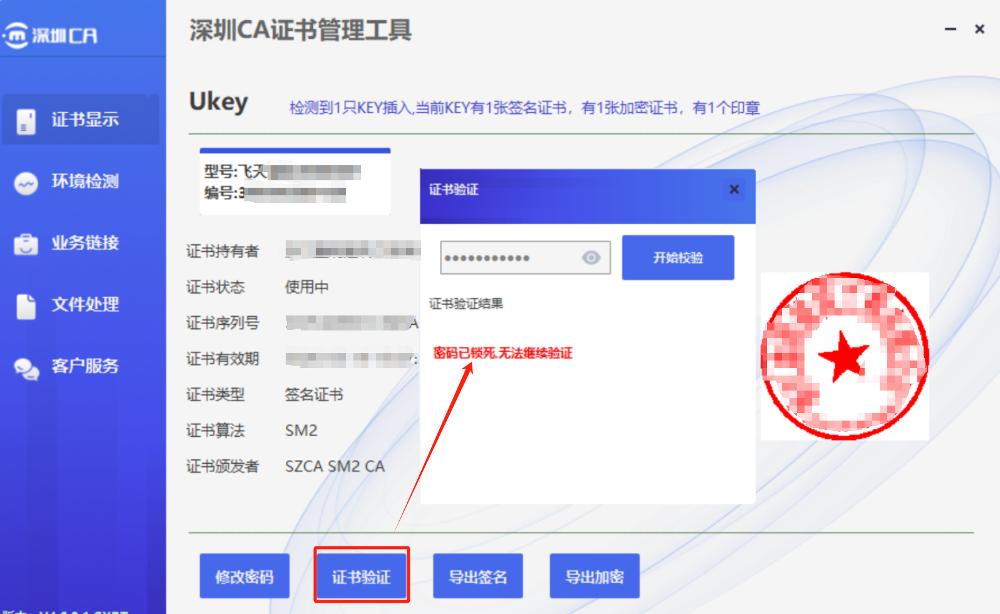 深圳CA
深圳CA证书管理工具
Ukey
检测到1只KEY插入,当前KEY有1张签名证书，有1张加密证书，有1个印章
证书显示
环境检测
业务链接
文件处理
客户服务
型号:飞天
编号:3
证书持有者
证书状态 使用中
证书序列号 A
证书有效期
证书类型 签名证书
证书算法 SM2
证书颁发者 SZCA SM2 CA
证书验证
●●●●●●●●●●●
开始校验
证书验证结果
密码已锁死,无法继续验证
修改密码
证书验证
导出签名
导出加密